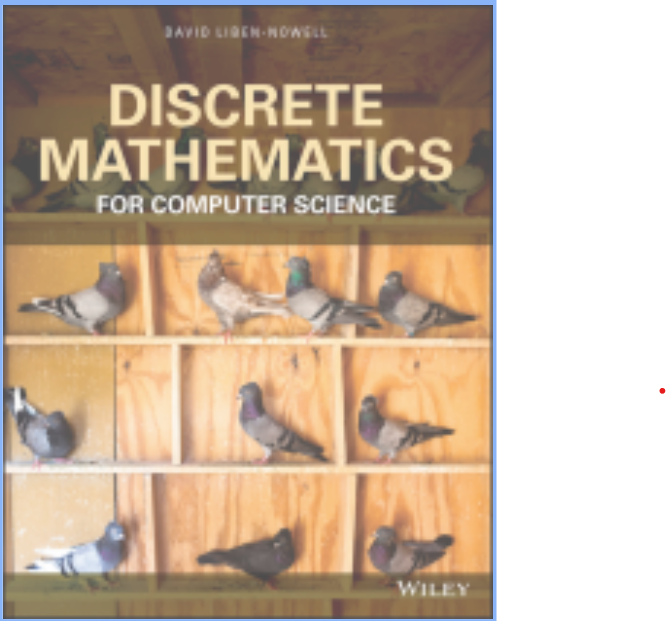 DAVID LIBEN-NOWELL
DISCRETE
MATHEMATICS
FOR COMPUTER SCIENCE
WILEY